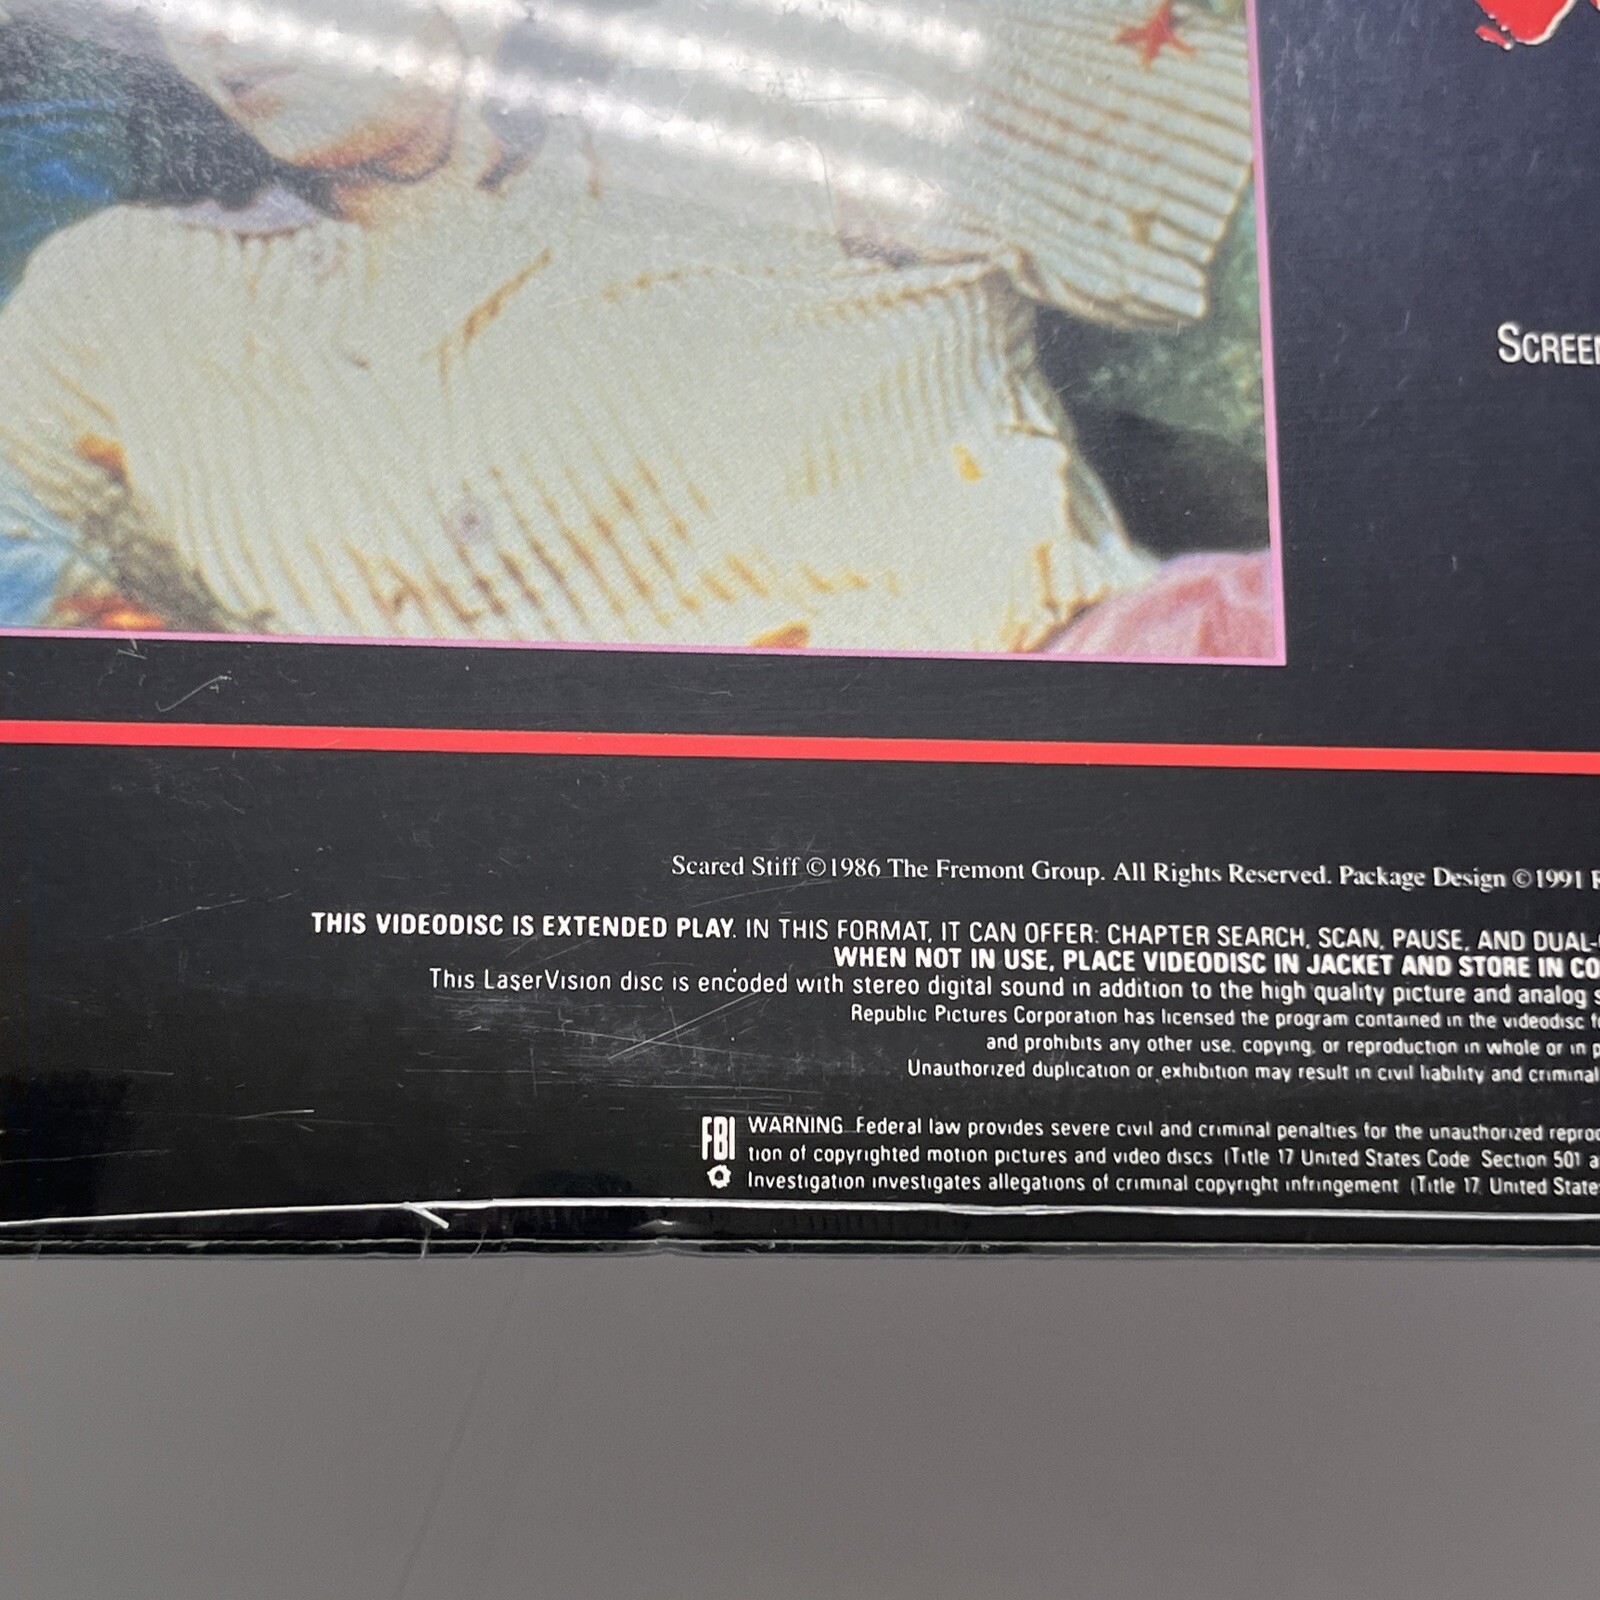 SCREEN
Scared Stiff ©1986 The Fremont Group. All Rights Reserved. Package Design ©1991 R
THIS VIDEODISC IS EXTENDED PLAY. IN THIS FORMAT, IT CAN OFFER: CHAPTER SEARCH, SCAN, PAUSE, AND DUAL-
WHEN NOT IN USE, PLACE VIDEODISC IN JACKET AND STORE IN CO
This LaserVision disc is encoded with stereo digital sound in addition to the high quality picture and analog s
Republic Pictures Corporation has licensed the program contained in the videodisc fo
and prohibits any other use, copying, or reproduction in whole or in p
Unauthorized duplication or exhibition may result in civil liability and criminal
FBI WARNING Federal law provides severe civil and criminal penalties for the unauthorized reproc
tion of copyrighted motion pictures and video discs (Title 17 United States Code Section 501 a
Investigation investigates allegations of criminal copyright infringement (Title 17, United State